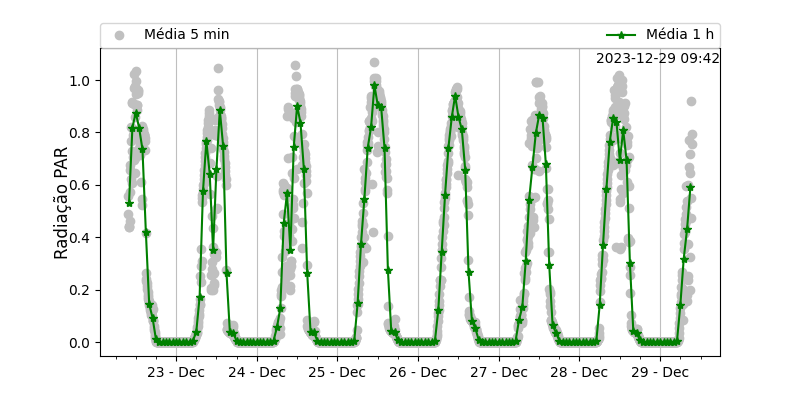 Média 5 min
Média 1 h
2023-12-29 09:42
Radiação PAR
1.0
0.8
0.6
0.4
0.2
0.0
23 - Dec
24 - Dec
25 - Dec
26 - Dec
27 - Dec
28 - Dec
29 - Dec